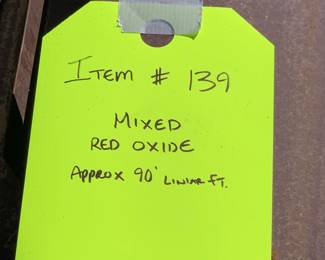 ITEM # 139
MIXED
RED OXIDE
APPROX 90' LINIAR FT.